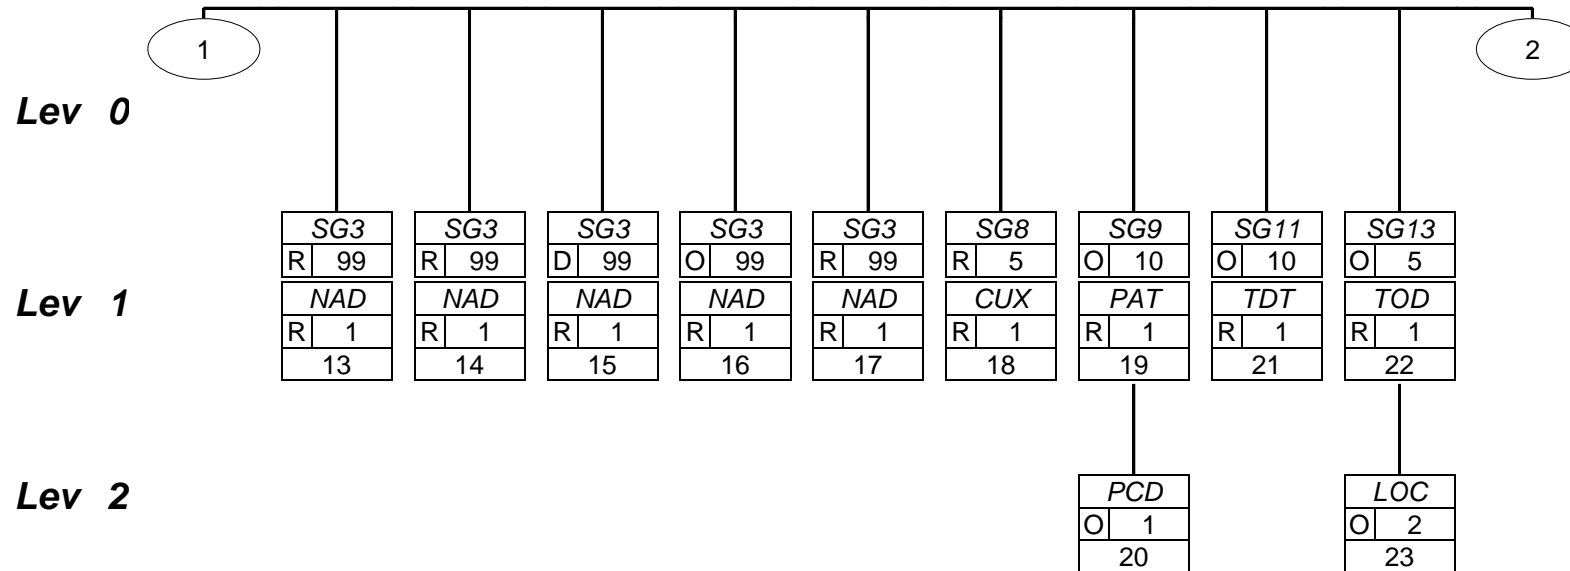 1 2
Lev 0
SG3 SG3 SG3 SG3 SG3 SG8 SG9 SG11 SG13
R 99 R 99 D 99 O 99 R 99 R 5 O 10 O 10 O 5
Lev 1 NAD NAD NAD NAD NAD CUX PAT TDT TOD
R 1 R 1 R 1 R 1 R 1 R 1 R 1 R 1 R 1
13 14 15 16 17 18 19 21 22
Lev 2 PCD LOC
O 1 O 2
20 23